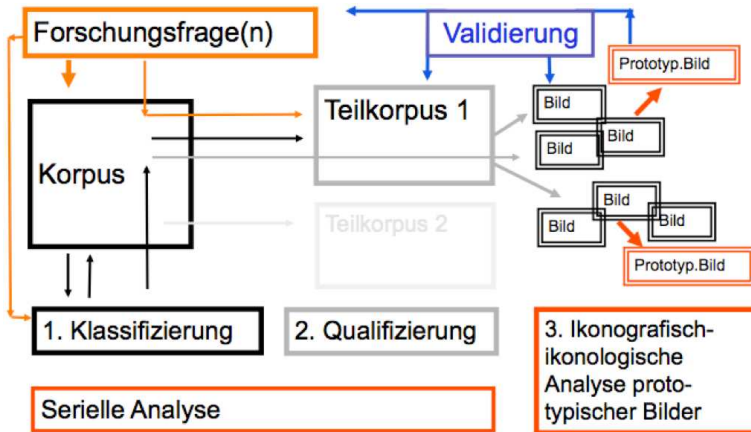 Forschungsfrage(n)
Validierung
Prototyp.Bild
Korpus
Teilkorpus 1
Bild
Bild
Bild
Teilkorpus 2
Bild
Bild
Bild
Prototyp.Bild
1. Klassifizierung
2. Qualifizierung
3. Ikonografisch-
ikonologische
Analyse proto-
typischer Bilder
Serielle Analyse